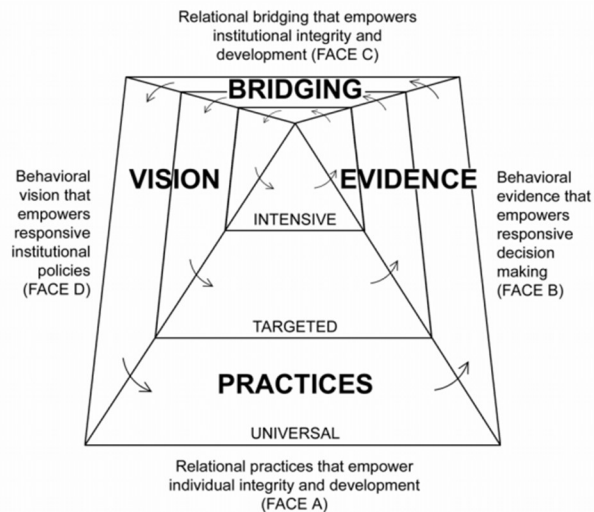 Relational bridging that empowers
institutional integrity and
development (FACE C)
BRIDGING
VISION
EVIDENCE
Behavioral
vision that
empowers
responsive
institutional
policies
(FACE D)
Behavioral
evidence that
empowers
responsive
decision
making
(FACE B)
INTENSIVE
TARGETED
PRACTICES
UNIVERSAL
Relational practices that empower
individual integrity and development
(FACE A)